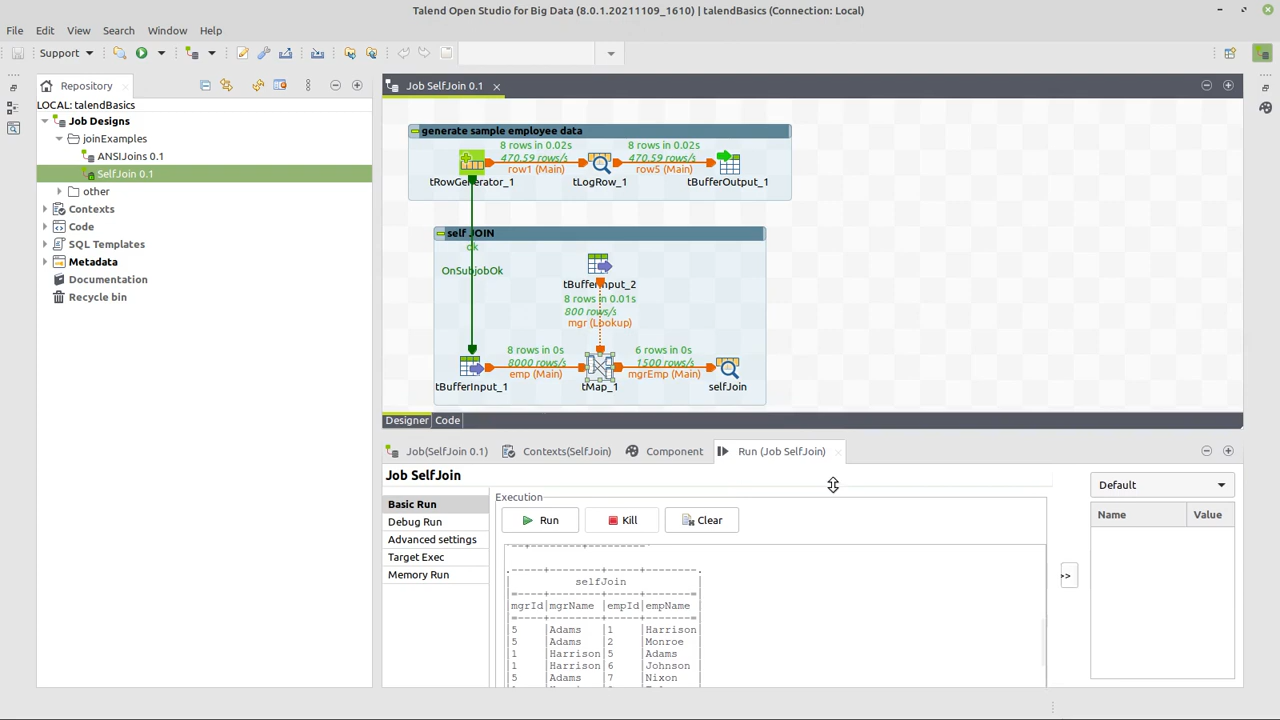 Talend Open Studio for Big Data (8.0.1.20211109_1610) | talendBasics (Connection: Local)
File Edit View Search Window Help
Support
Repository
LOCAL: talendBasics
Job Designs
joinExamples
ANSIJoins 0.1
SelfJoin 0.1
other
Contexts
Code
SQL Templates
Metadata
Documentation
Recycle bin
Job SelfJoin 0.1
generate sample employee data
8 rows in 0.02s 8 rows in 0.02s
470.59 rows/s 470.59 rows/s
row1 (Main) row5 (Main)
tRowGenerator_1 tLogRow_1 tBufferOutput_1
self JOIN
ok
OnSubjobOk
tBufferInput_2
8 rows in 0.01s
800 rows/s
mgr (Lookup)
8 rows in 0s 6 rows in 0s
8000 rows/s 1500 rows/s
emp (Main) mgrEmp (Main)
tBufferInput_1 tMap_1 selfJoin
Designer Code
Job(SelfJoin 0.1) Contexts(SelfJoin) Component Run (Job SelfJoin)
Job SelfJoin
Default
Basic Run
Debug Run
Advanced settings
Target Exec
Memory Run
Execution
Run Kill Clear
Name Value
>>
selfJoin
mgrId|mgrName |empId|empName
5 |Adams |1 |Harrison|
5 |Adams |2 |Monroe |
1 |Harrison|5 |Adams |
1 |Harrison|6 |Johnson |
5 |Adams |7 |Nixon |